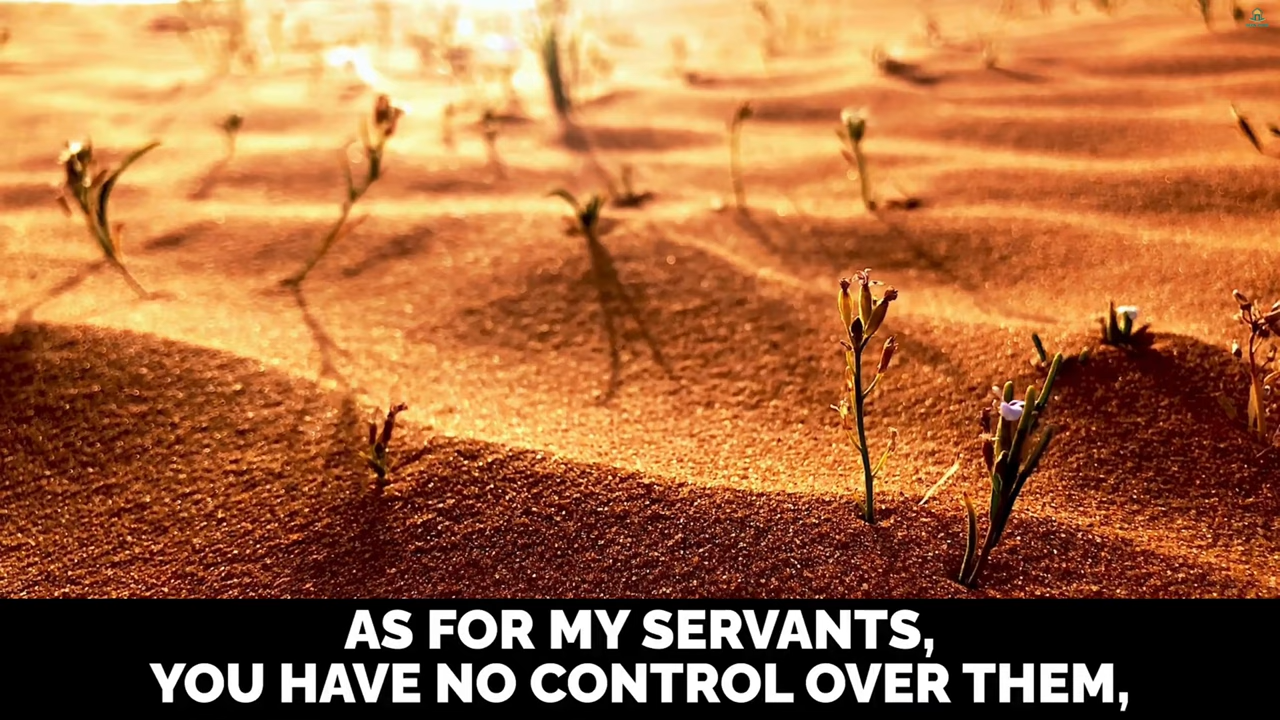 AS FOR MY SERVANTS,
YOU HAVE NO CONTROL OVER THEM,